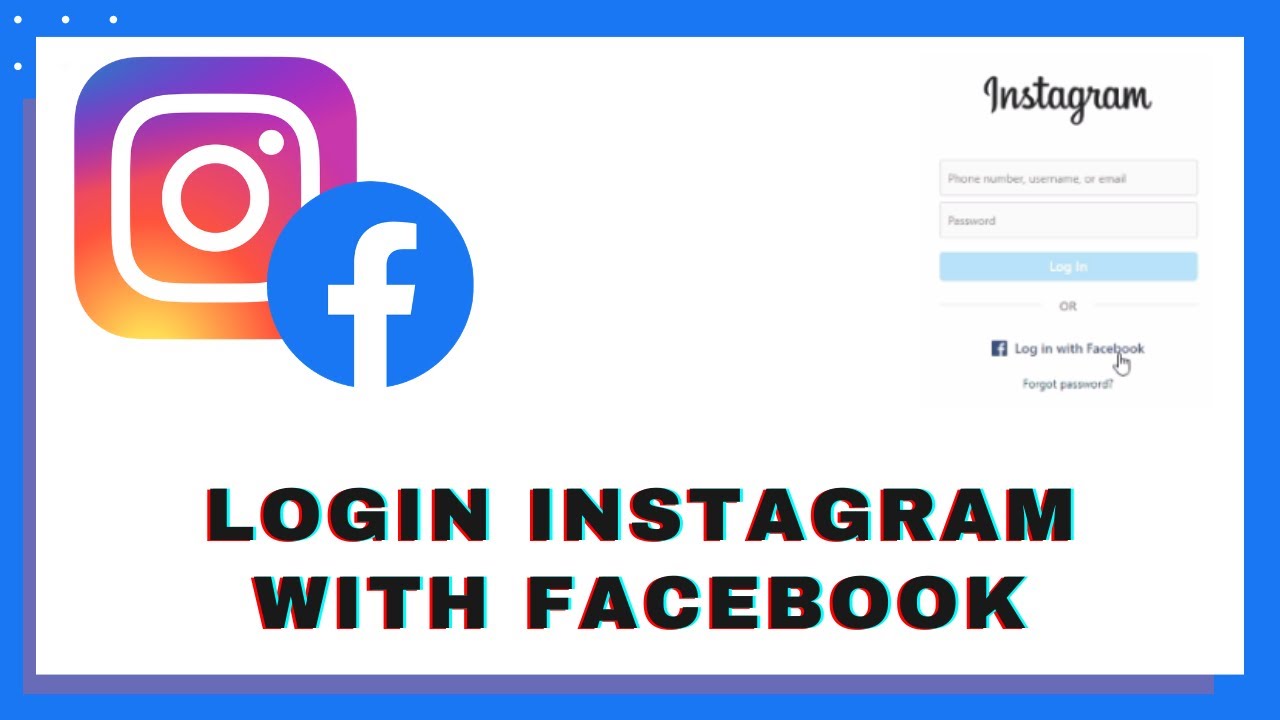 Instagram
Phone number, username, or email
Password
Log In
OR
Log in with Facebook
Forgot password?
LOGIN INSTAGRAM
WITH FACEBOOK